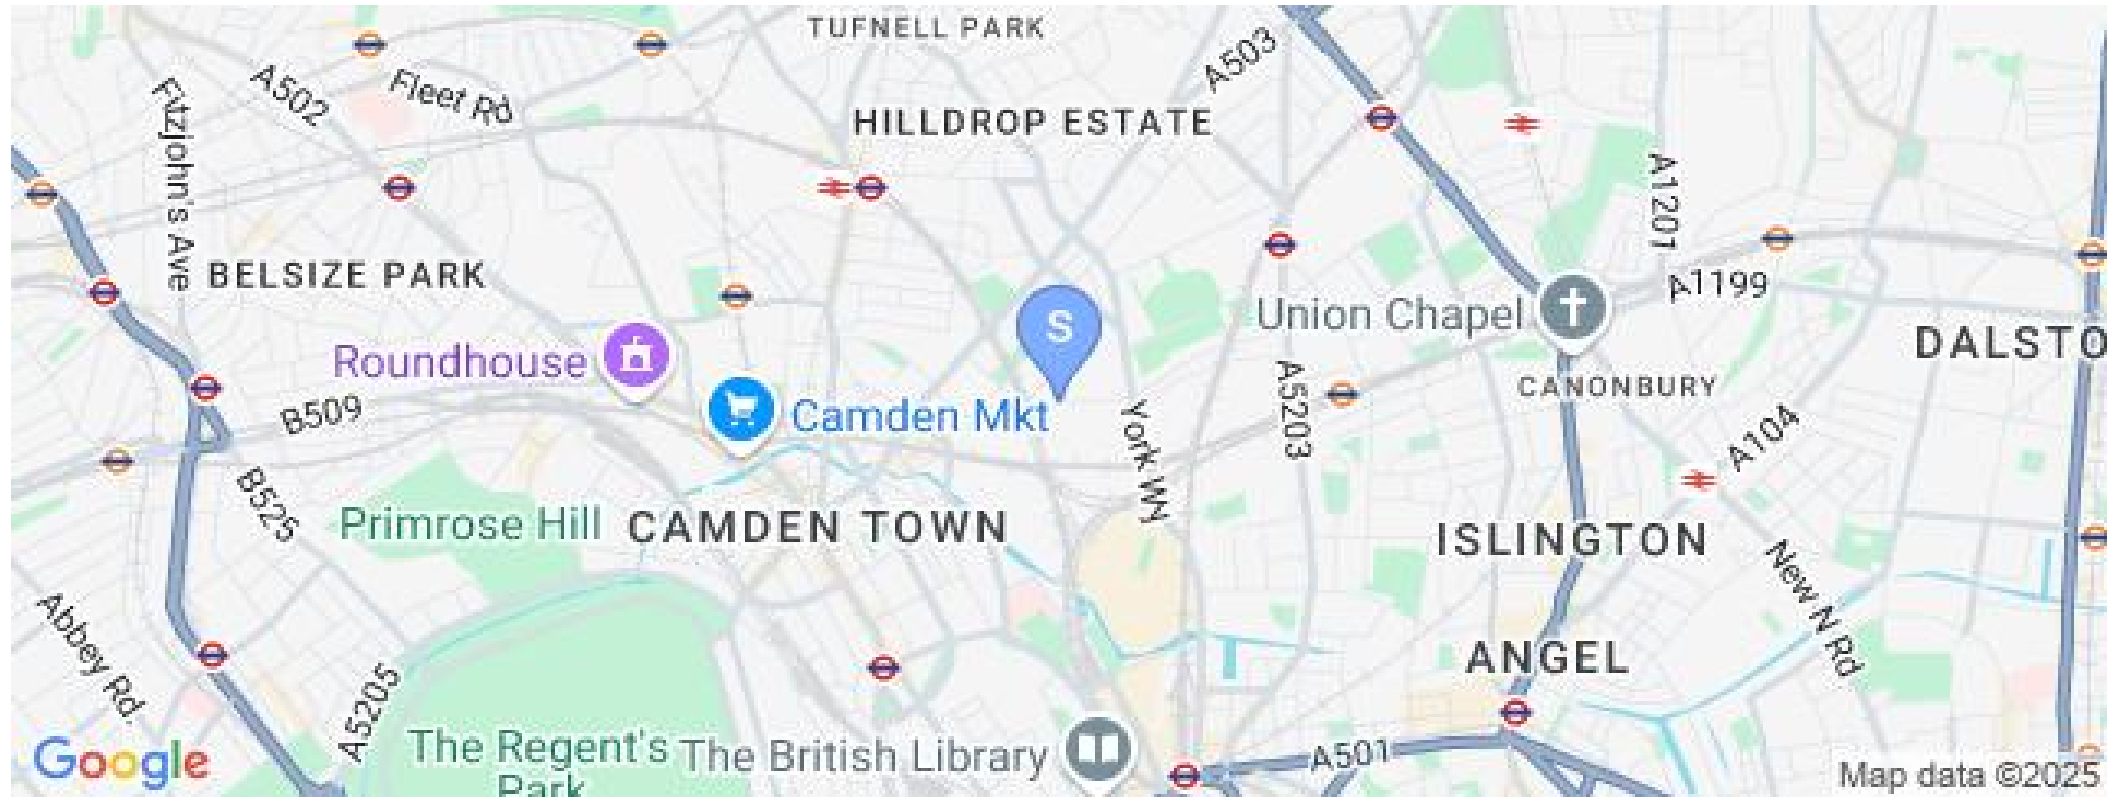 TUFNELL PARK
A503
A502
Fleet Rd
Fitzjohn's Ave
HILLDROP ESTATE
A1201
BELSIZE PARK
A1199
S
Union Chapel
DALSTO
Roundhouse
Camden Mkt
CANONBURY
B509
York Wy
A5203
A104
B525
Primrose Hill
CAMDEN TOWN
ISLINGTON
New N Rd
Abbey Rd.
ANGEL
A5205
The Regent's
Park
The British Library
A501
Google
Map data ©2025